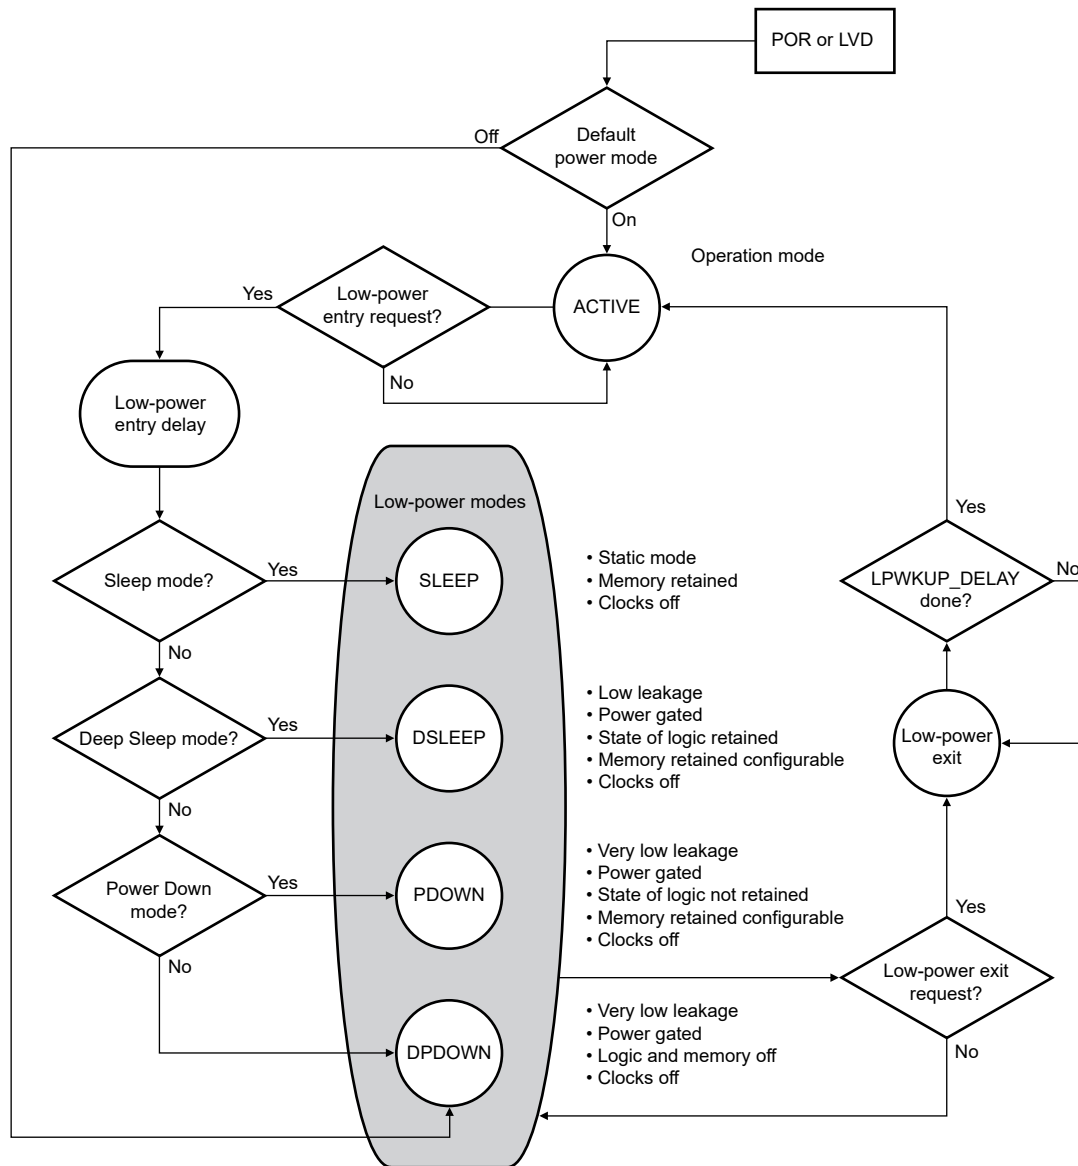 POR or LVD
Default
power mode
Off
On
Operation mode
Low-power
entry request?
Yes
No
ACTIVE
Low-power
entry delay
Low-power modes
Sleep mode?
Yes
No
SLEEP
• Static mode
• Memory retained
• Clocks off
Yes
LPWKUP_DELAY
done?
No
Deep Sleep mode?
Yes
No
DSLEEP
• Low leakage
• Power gated
• State of logic retained
• Memory retained configurable
• Clocks off
Low-power
exit
Power Down
mode?
Yes
No
PDOWN
• Very low leakage
• Power gated
• State of logic not retained
• Memory retained configurable
• Clocks off
Yes
Low-power exit
request?
No
DPDOWN
• Very low leakage
• Power gated
• Logic and memory off
• Clocks off